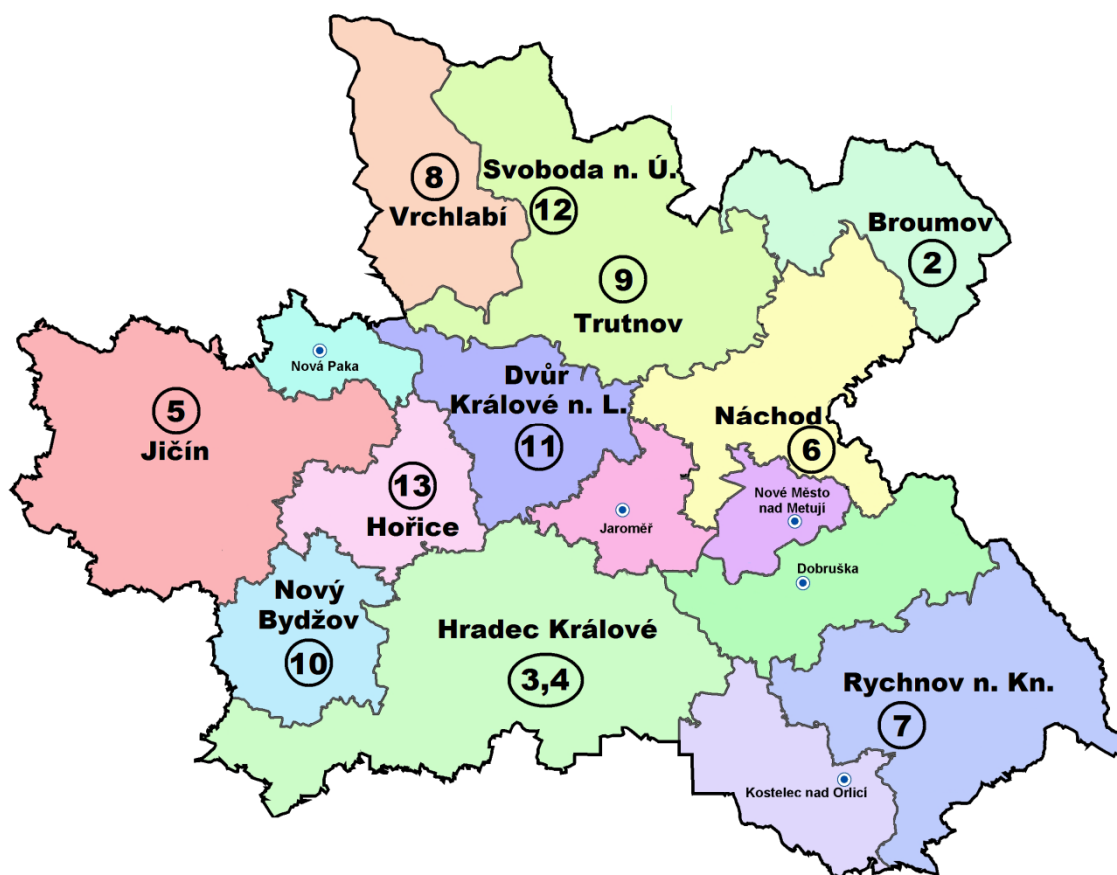 8
Vrchlabí
Svoboda n. Ú.
12
Broumov
2
9
Trutnov
Nová Paka
5
Jičín
Dvůr
Králové n. L.
11
Náchod
6
13
Hořice
Jaroměř
Nové Město
nad Metují
Dobruška
Nový
Bydžov
10
Hradec Králové
3,4
Rychnov n. Kn.
7
Kostelec nad Orlicí